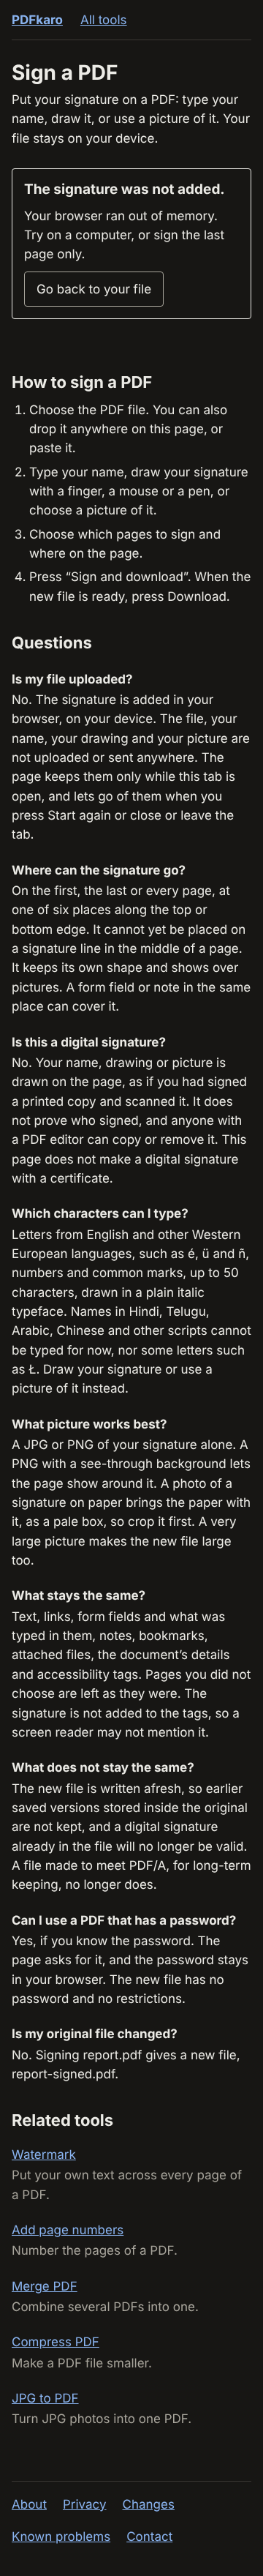 PDFkaro All tools
Sign a PDF
Put your signature on a PDF: type your
name, draw it, or use a picture of it. Your
file stays on your device.
The signature was not added.
Your browser ran out of memory.
Try on a computer, or sign the last
page only.
Go back to your file
How to sign a PDF
1. Choose the PDF file. You can also
drop it anywhere on this page, or
paste it.
2. Type your name, draw your signature
with a finger, a mouse or a pen, or
choose a picture of it.
3. Choose which pages to sign and
where on the page.
4. Press “Sign and download”. When the
new file is ready, press Download.
Questions
Is my file uploaded?
No. The signature is added in your
browser, on your device. The file, your
name, your drawing and your picture are
not uploaded or sent anywhere. The
page keeps them only while this tab is
open, and lets go of them when you
press Start again or close or leave the
tab.
Where can the signature go?
On the first, the last or every page, at
one of six places along the top or
bottom edge. It cannot yet be placed on
a signature line in the middle of a page.
It keeps its own shape and shows over
pictures. A form field or note in the same
place can cover it.
Is this a digital signature?
No. Your name, drawing or picture is
drawn on the page, as if you had signed
a printed copy and scanned it. It does
not prove who signed, and anyone with
a PDF editor can copy or remove it. This
page does not make a digital signature
with a certificate.
Which characters can I type?
Letters from English and other Western
European languages, such as é, ü and ñ,
numbers and common marks, up to 50
characters, drawn in a plain italic
typeface. Names in Hindi, Telugu,
Arabic, Chinese and other scripts cannot
be typed for now, nor some letters such
as Ł. Draw your signature or use a
picture of it instead.
What picture works best?
A JPG or PNG of your signature alone. A
PNG with a see-through background lets
the page show around it. A photo of a
signature on paper brings the paper with
it, as a pale box, so crop it first. A very
large picture makes the new file large
too.
What stays the same?
Text, links, form fields and what was
typed in them, notes, bookmarks,
attached files, the document’s details
and accessibility tags. Pages you did not
choose are left as they were. The
signature is not added to the tags, so a
screen reader may not mention it.
What does not stay the same?
The new file is written afresh, so earlier
saved versions stored inside the original
are not kept, and a digital signature
already in the file will no longer be valid.
A file made to meet PDF/A, for long-term
keeping, no longer does.
Can I use a PDF that has a password?
Yes, if you know the password. The
page asks for it, and the password stays
in your browser. The new file has no
password and no restrictions.
Is my original file changed?
No. Signing report.pdf gives a new file,
report-signed.pdf.
Related tools
Watermark
Put your own text across every page of
a PDF.
Add page numbers
Number the pages of a PDF.
Merge PDF
Combine several PDFs into one.
Compress PDF
Make a PDF file smaller.
JPG to PDF
Turn JPG photos into one PDF.
About Privacy Changes
Known problems Contact